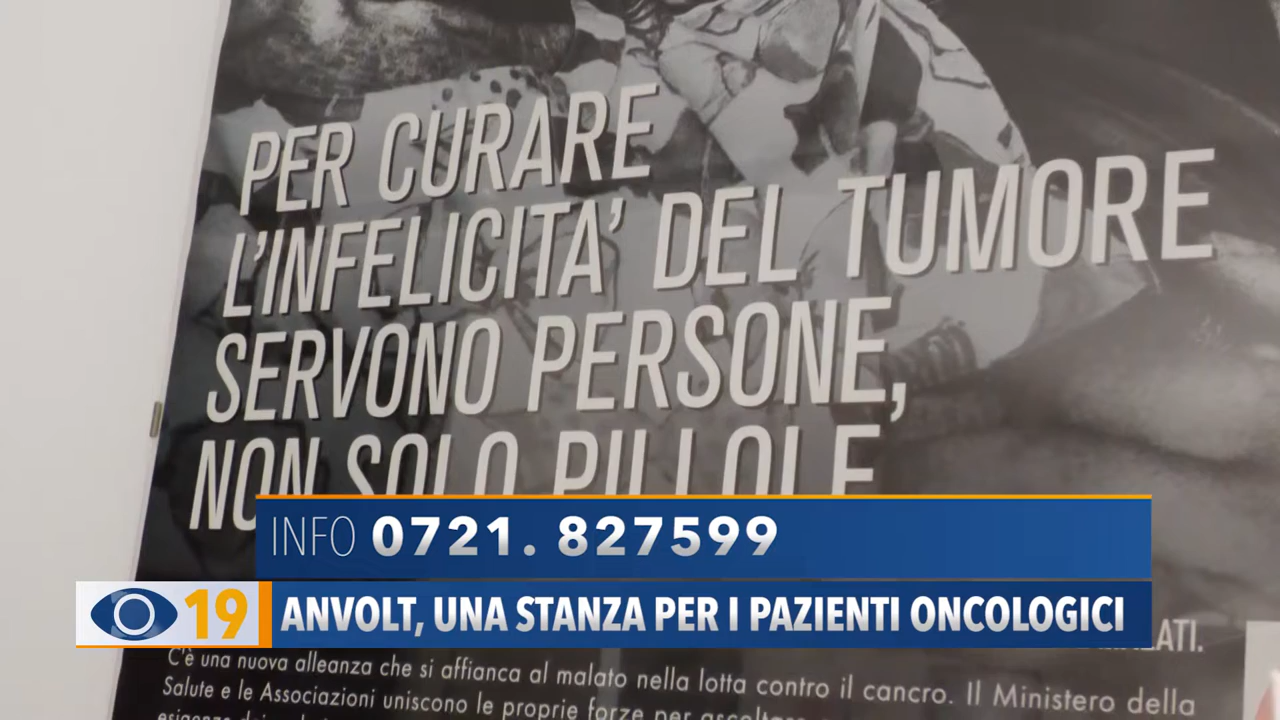 PER CURARE
L'INFELICITA' DEL TUMORE
SERVONO PERSONE,
NON SOLO PILLOLE
INFO 0721. 827599
19 ANVOLT, UNA STANZA PER I PAZIENTI ONCOLOGICI
C'è una nuova alleanza che si affianca al malato nella lotta contro il cancro. Il Ministero della
Salute e le Associazioni uniscono le proprie forze per